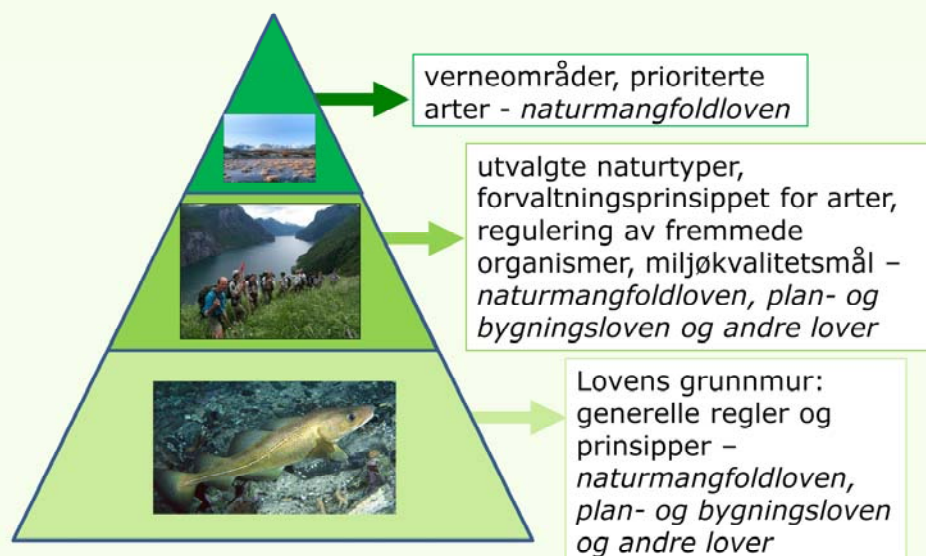 verneområder, prioriterte
arter - naturmangfoldloven
utvalgte naturtyper,
forvaltningsprinsippet for arter,
regulering av fremmede
organismer, miljøkvalitetsmål –
naturmangfoldloven, plan- og
bygningsloven og andre lover
Lovens grunnmur:
generelle regler og
prinsipper –
naturmangfoldloven,
plan- og bygningsloven
og andre lover